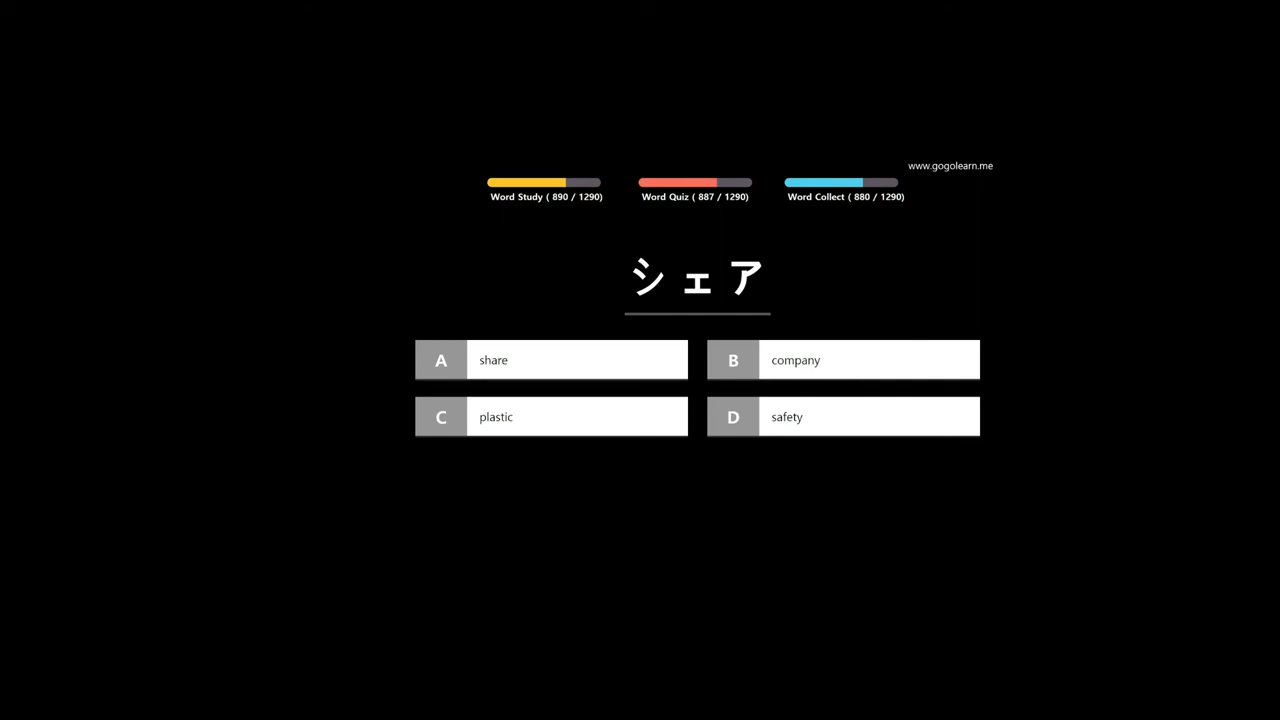 www.gogolearn.me
Word Study ( 890 / 1290) Word Quiz ( 887 / 1290) Word Collect ( 880 / 1290)
シェア
A share B company
C plastic D safety